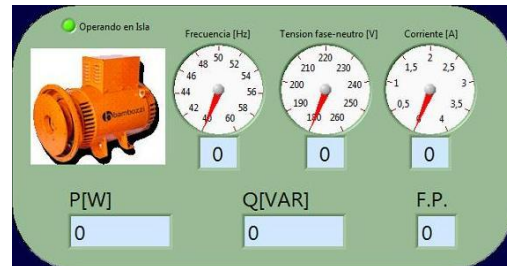 Operando en Isla
Frecuencia [Hz]
40 42 44 46 48 50 52 54 56 58 60
0
Tension fase-neutro [V]
180 190 200 210 220 230 240 250 260
0
Corriente [A]
0 0,5 1 1,5 2 2,5 3 3,5 4
0
bambozzi
P[W]
0
Q[VAR]
0
F.P.
0